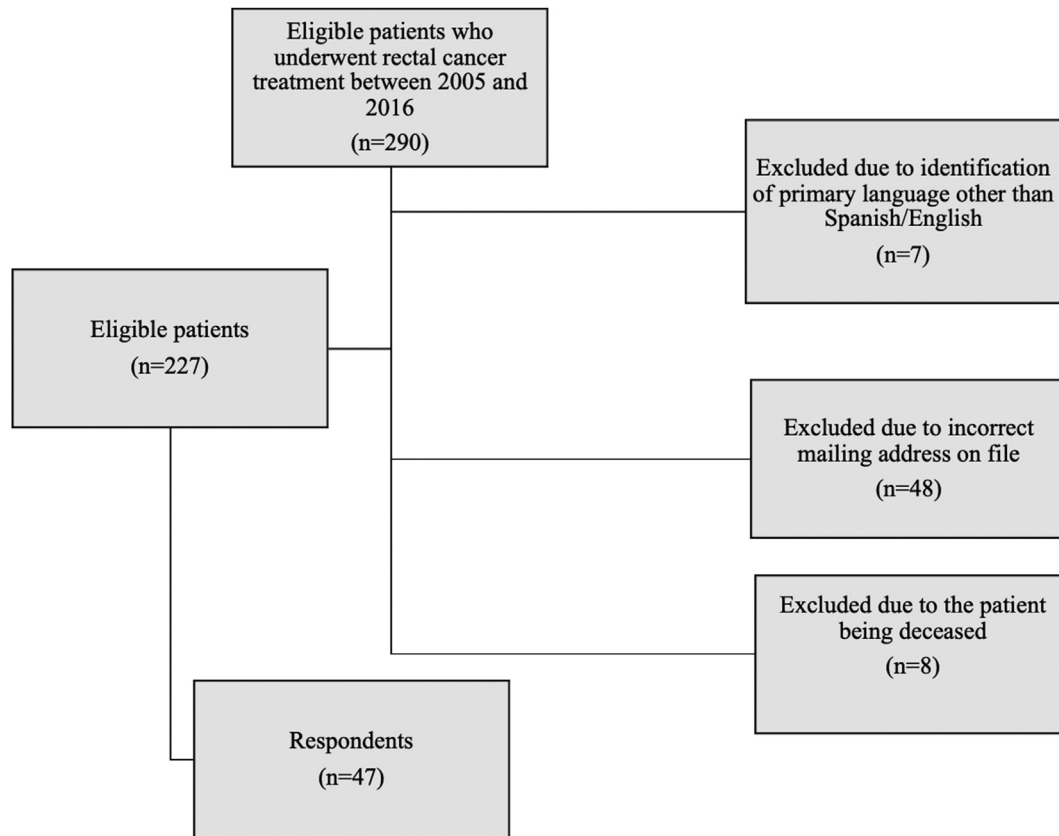 Eligible patients who
underwent rectal cancer
treatment between 2005 and
2016
(n=290)
Excluded due to identification
of primary language other than
Spanish/English
(n=7)
Eligible patients
(n=227)
Excluded due to incorrect
mailing address on file
(n=48)
Excluded due to the patient
being deceased
(n=8)
Respondents
(n=47)